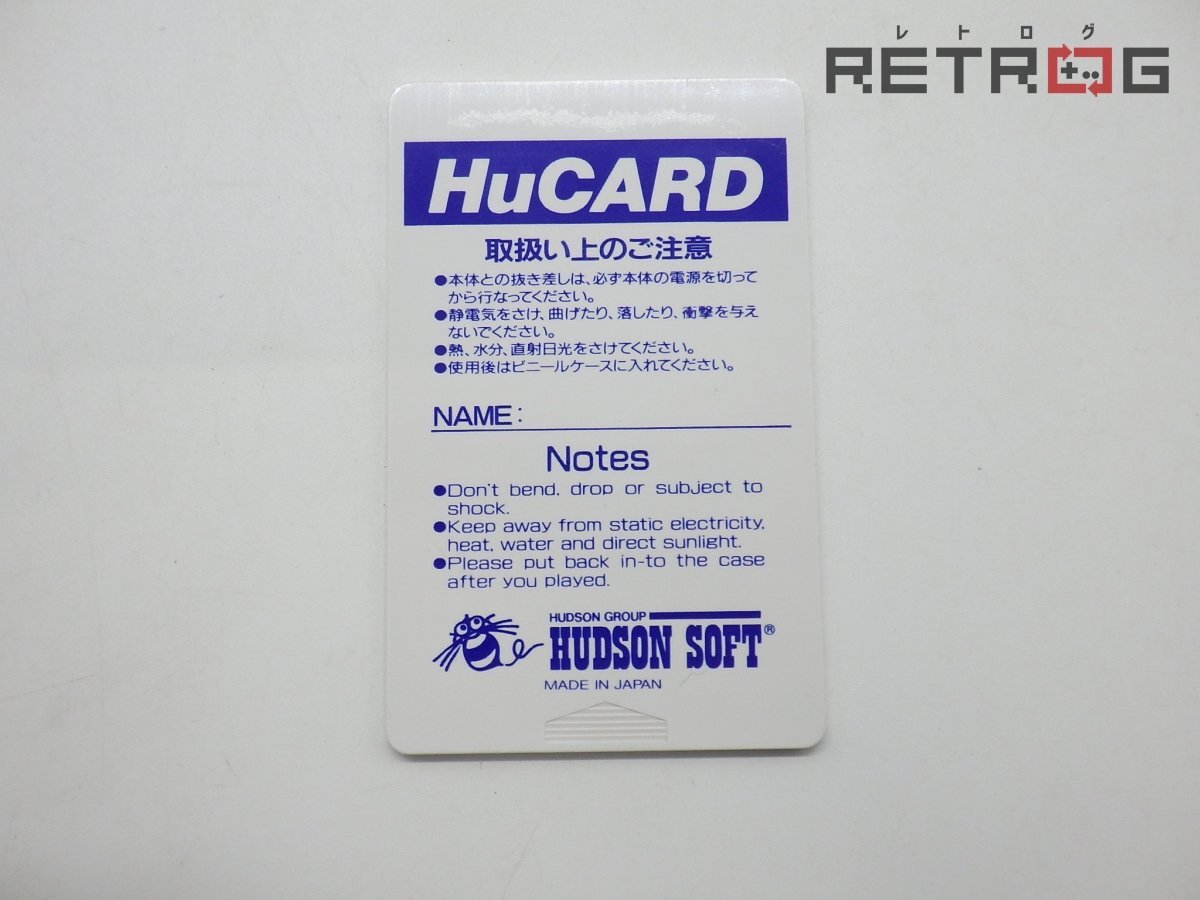 レトログ
RETROG
HuCARD
取扱い上のご注意
●本体との抜き差しは、必ず本体の電源を切って
から行なってください。
●静電気をさけ、曲げたり、落したり、衝撃を与え
ないでください。
●熱、水分、直射日光をさけてください。
●使用後はビニールケースに入れてください。
NAME:
Notes
●Don't bend, drop or subject to
shock.
●Keep away from static electricity,
heat, water and direct sunlight.
●Please put back in-to the case
after you played.
HUDSON GROUP
HUDSON SOFT®
MADE IN JAPAN